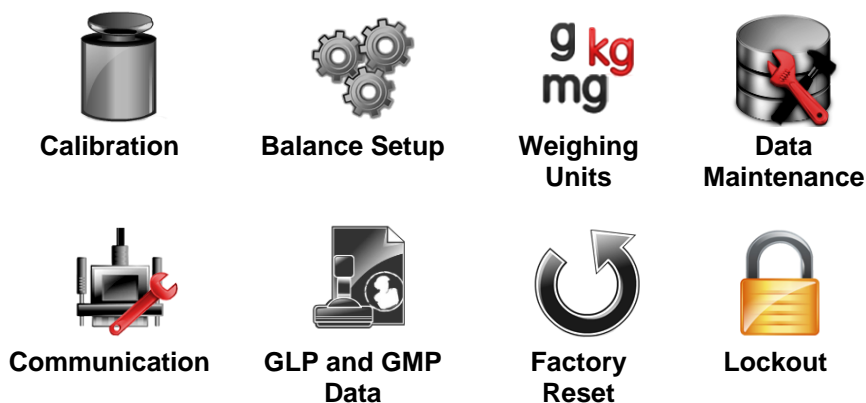 g kg
mg
Calibration
Balance Setup
Weighing
Units
Data
Maintenance
Communication
GLP and GMP
Data
Factory
Reset
Lockout